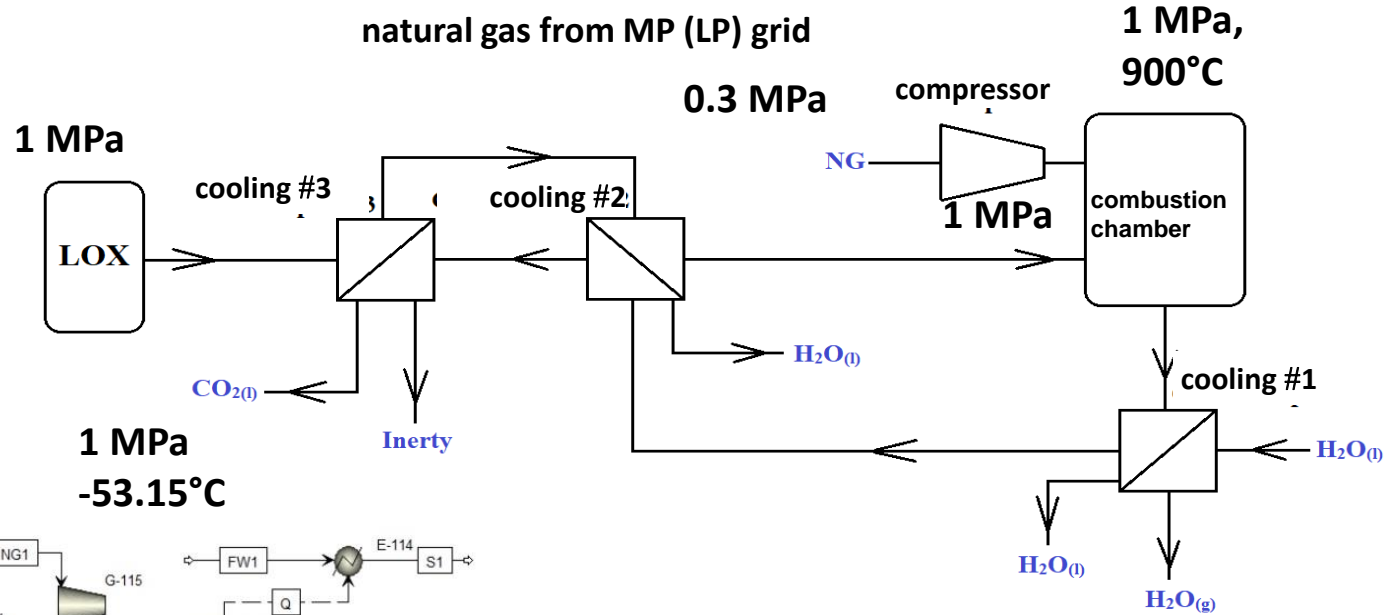 natural gas from MP (LP) grid
1 MPa,
900°C
0.3 MPa
compressor
1 MPa
NG
cooling #3
cooling #2
1 MPa
combustion
chamber
LOX
H₂O(l)
CO₂(l)
cooling #1
Inerty
H₂O(l)
1 MPa
-53.15°C
H₂O(l)
H₂O(g)
NG1
G-115
FW1
E-114
S1
Q